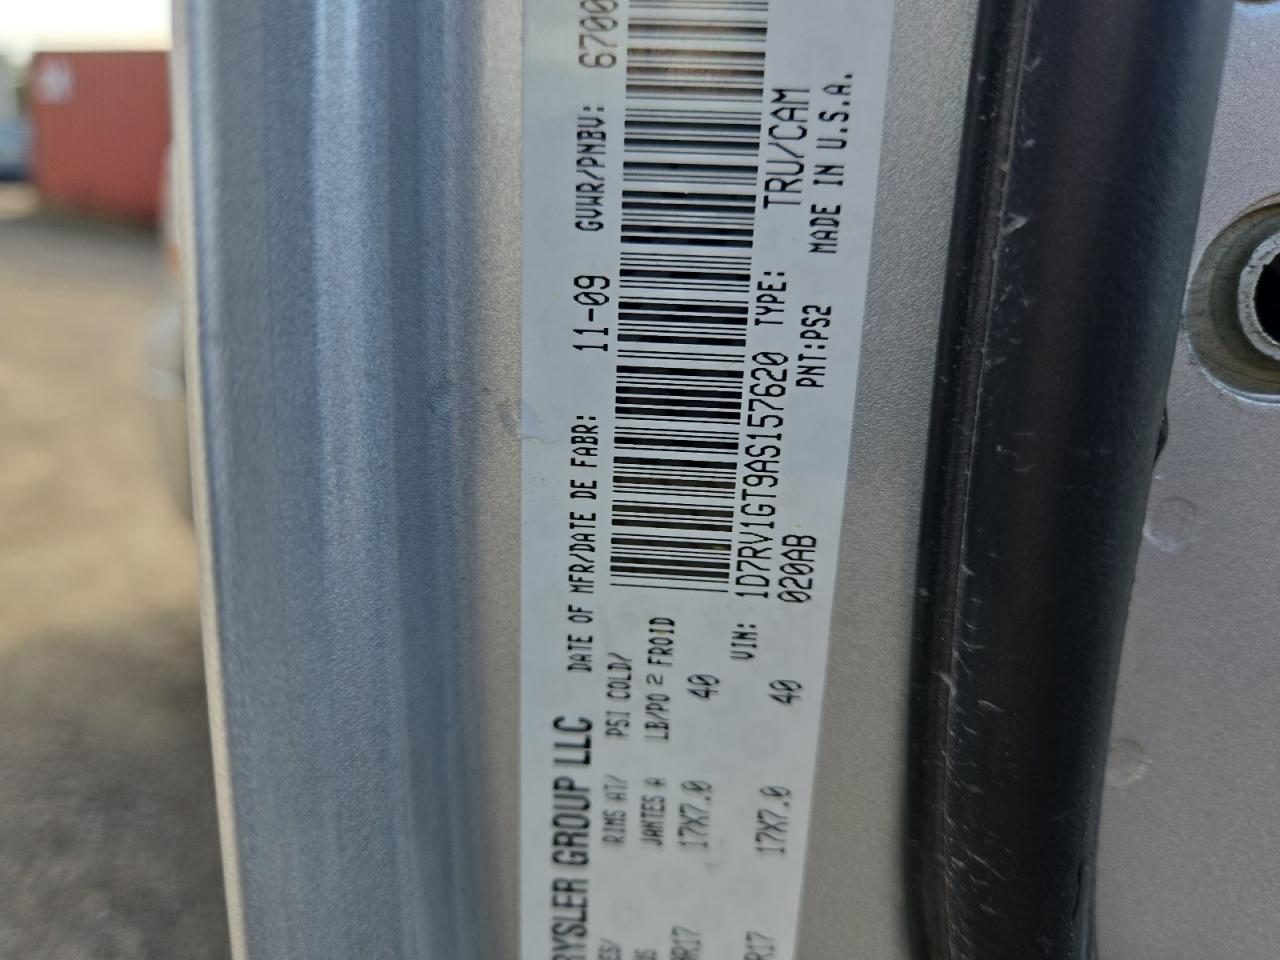 CHRYSLER GROUP LLC
DATE OF MFR/DATE DE FABR: 11-09 GVWR/PNBV: 6700
RIMS AT/ PSI COLD/
JANTES A LB/PO 2 FROID
17X7.0 40
VIN: 1D7RV1GT9AS157620 TYPE: TRU/CAM
17X7.0 40 020AB PNT:PS2 MADE IN U.S.A.